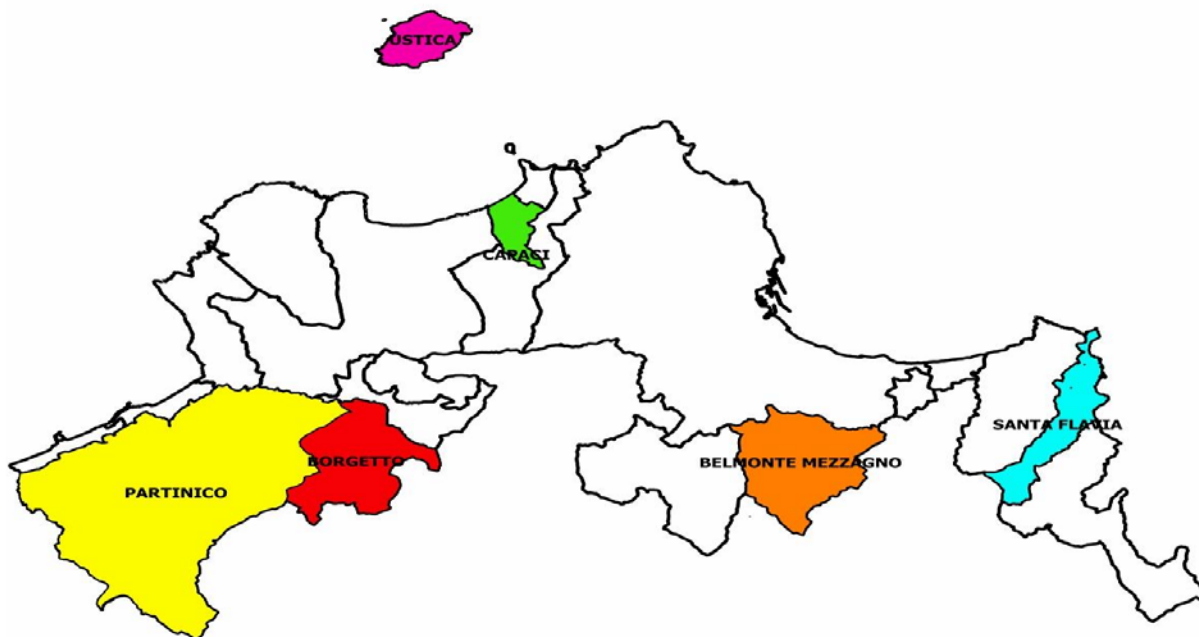 USTICA
CAPACI
SANTA FLAVIA
BORGETTO
BELMONTE MEZZAGNO
PARTINICO